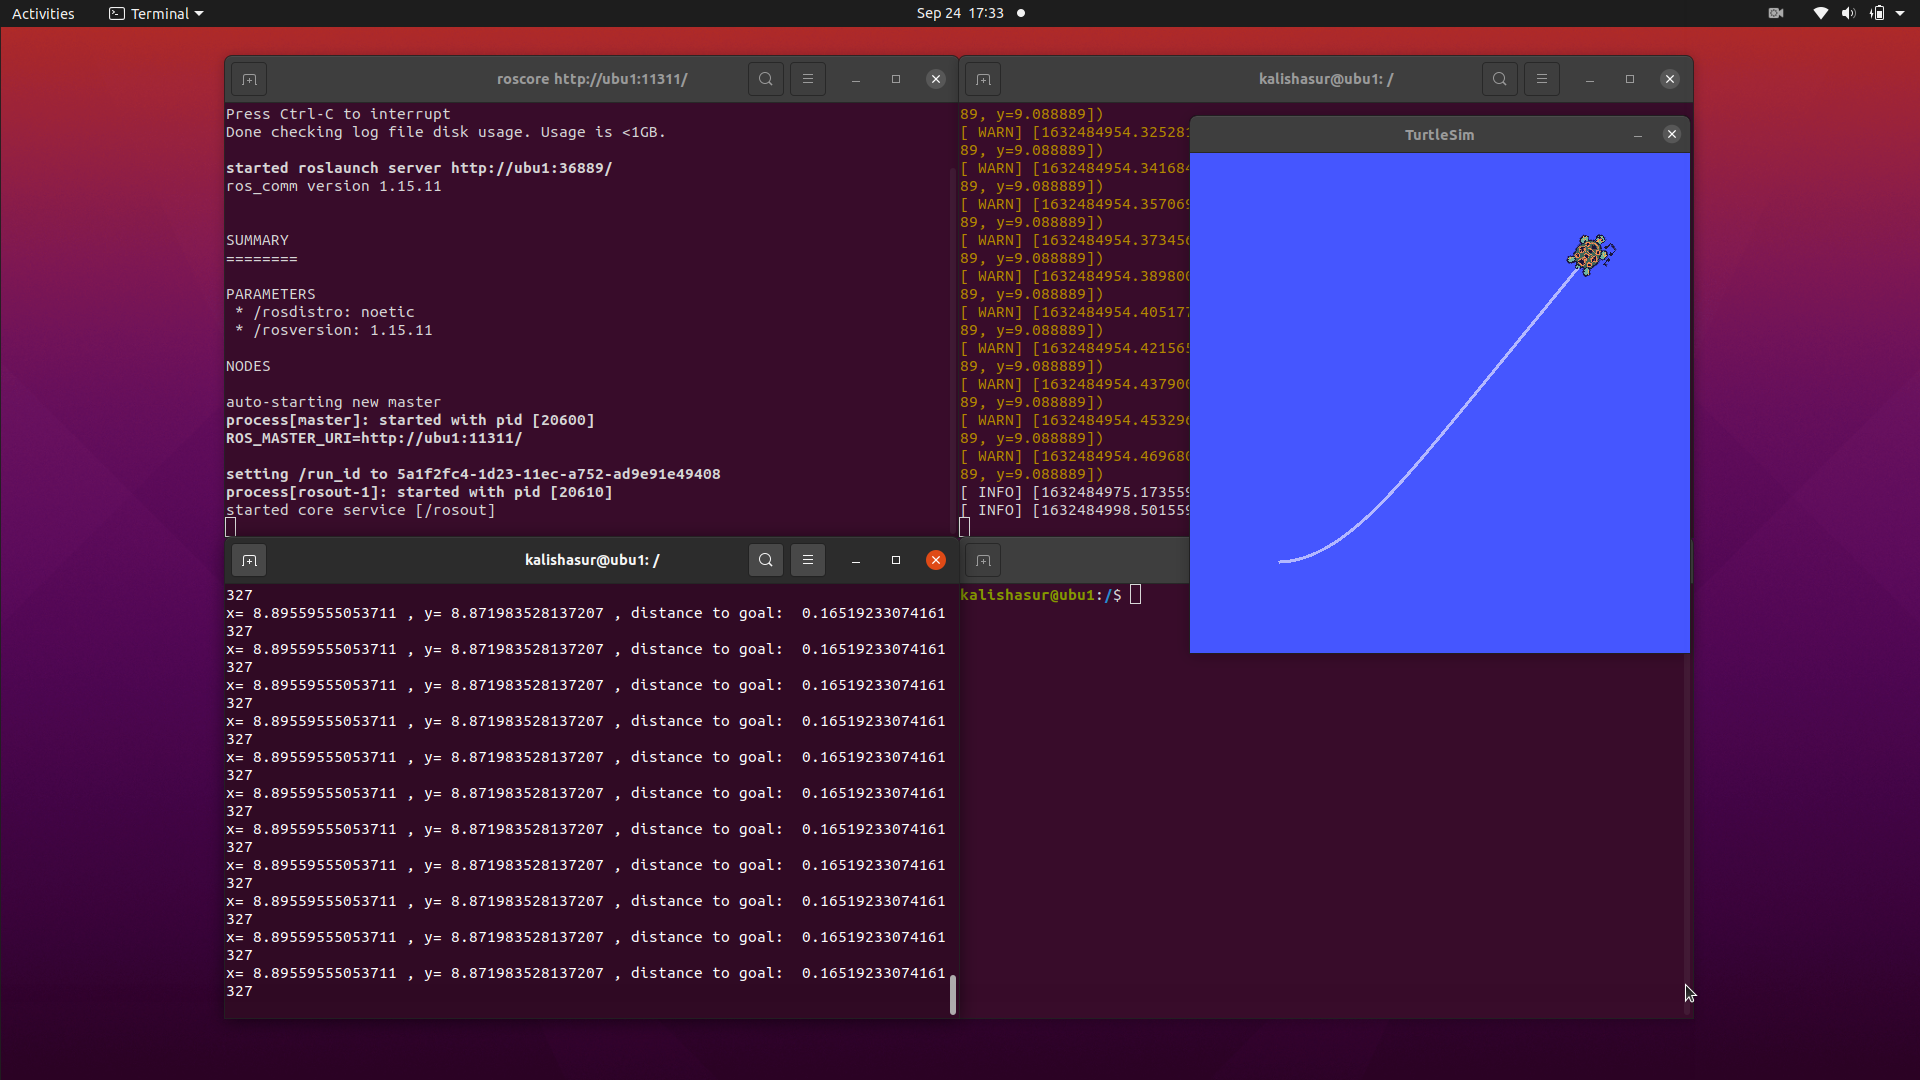 Activities
Terminal
Sep 24 17:33
roscore http://ubu1:11311/
Press Ctrl-C to interrupt
Done checking log file disk usage. Usage is <1GB.
started roslaunch server http://ubu1:36889/
ros_comm version 1.15.11
SUMMARY
========
PARAMETERS
* /rosdistro: noetic
* /rosversion: 1.15.11
NODES
auto-starting new master
process[master]: started with pid [20600]
ROS_MASTER_URI=http://ubu1:11311/
setting /run_id to 5a1f2fc4-1d23-11ec-a752-ad9e91e49408
process[rosout-1]: started with pid [20610]
started core service [/rosout]
kalishasur@ubu1: /
89, y=9.088889])
[ WARN] [1632484954.325281
89, y=9.088889])
[ WARN] [1632484954.341684
89, y=9.088889])
[ WARN] [1632484954.357069
89, y=9.088889])
[ WARN] [1632484954.373456
89, y=9.088889])
[ WARN] [1632484954.389800
89, y=9.088889])
[ WARN] [1632484954.405177
89, y=9.088889])
[ WARN] [1632484954.421565
89, y=9.088889])
[ WARN] [1632484954.437900
89, y=9.088889])
[ WARN] [1632484954.453296
89, y=9.088889])
[ WARN] [1632484954.469680
89, y=9.088889])
[ INFO] [1632484975.173559
[ INFO] [1632484998.501559
TurtleSim
kalishasur@ubu1: /
327
x= 8.89559555053711 , y= 8.871983528137207 , distance to goal:  0.16519233074161
327
x= 8.89559555053711 , y= 8.871983528137207 , distance to goal:  0.16519233074161
327
x= 8.89559555053711 , y= 8.871983528137207 , distance to goal:  0.16519233074161
327
x= 8.89559555053711 , y= 8.871983528137207 , distance to goal:  0.16519233074161
327
x= 8.89559555053711 , y= 8.871983528137207 , distance to goal:  0.16519233074161
327
x= 8.89559555053711 , y= 8.871983528137207 , distance to goal:  0.16519233074161
327
x= 8.89559555053711 , y= 8.871983528137207 , distance to goal:  0.16519233074161
327
x= 8.89559555053711 , y= 8.871983528137207 , distance to goal:  0.16519233074161
327
x= 8.89559555053711 , y= 8.871983528137207 , distance to goal:  0.16519233074161
327
x= 8.89559555053711 , y= 8.871983528137207 , distance to goal:  0.16519233074161
327
x= 8.89559555053711 , y= 8.871983528137207 , distance to goal:  0.16519233074161
327
kalishasur@ubu1:/$